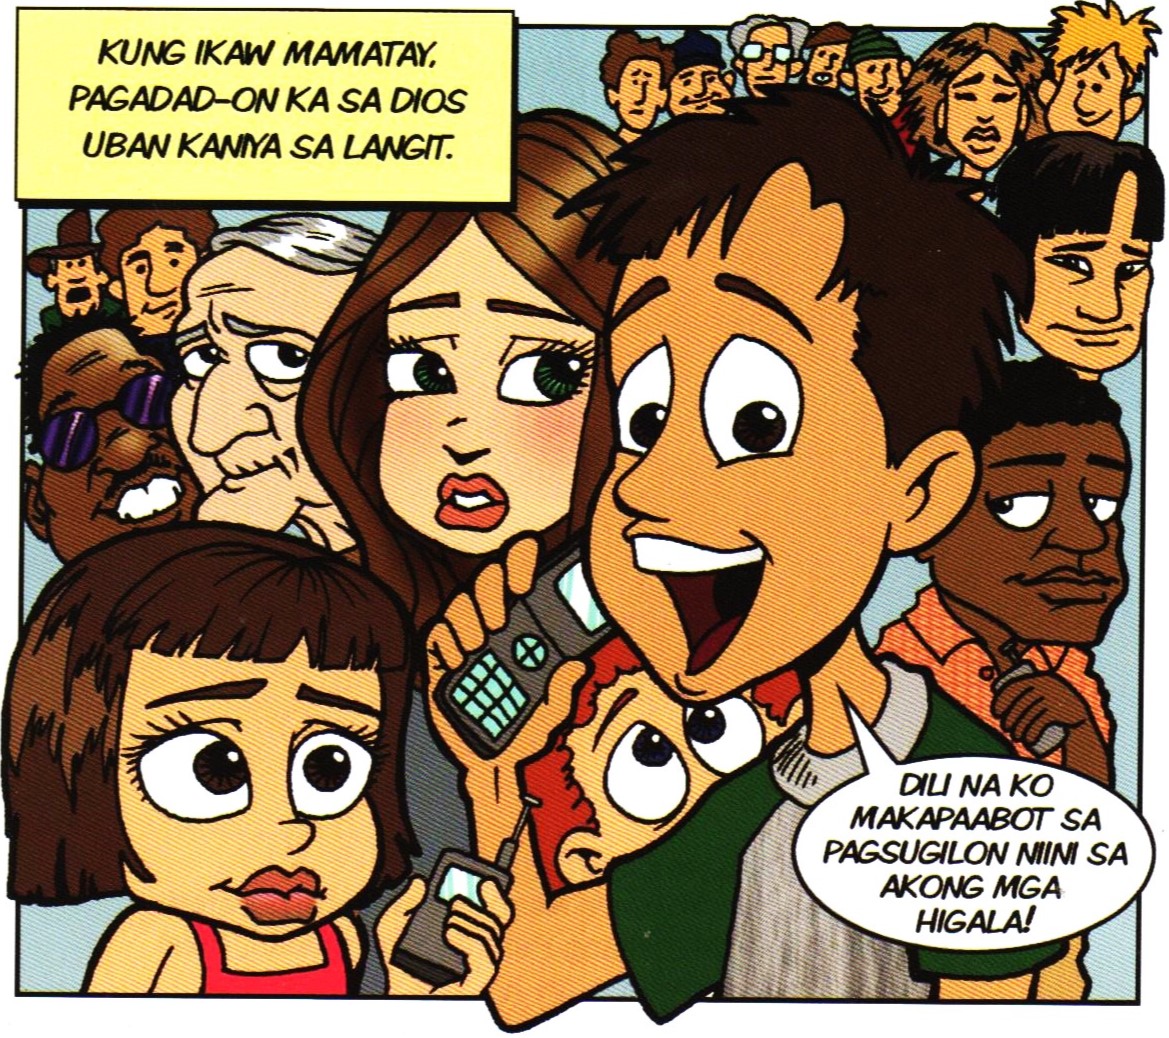 KUNG IKAW MAMATAY,
PAGADAD-ON KA SA DIOS
UBAN KANIYA SA LANGIT.
DILI NA KO
MAKAPAABOT SA
PAGSUGILON NIINI SA
AKONG MGA
HIGALA!